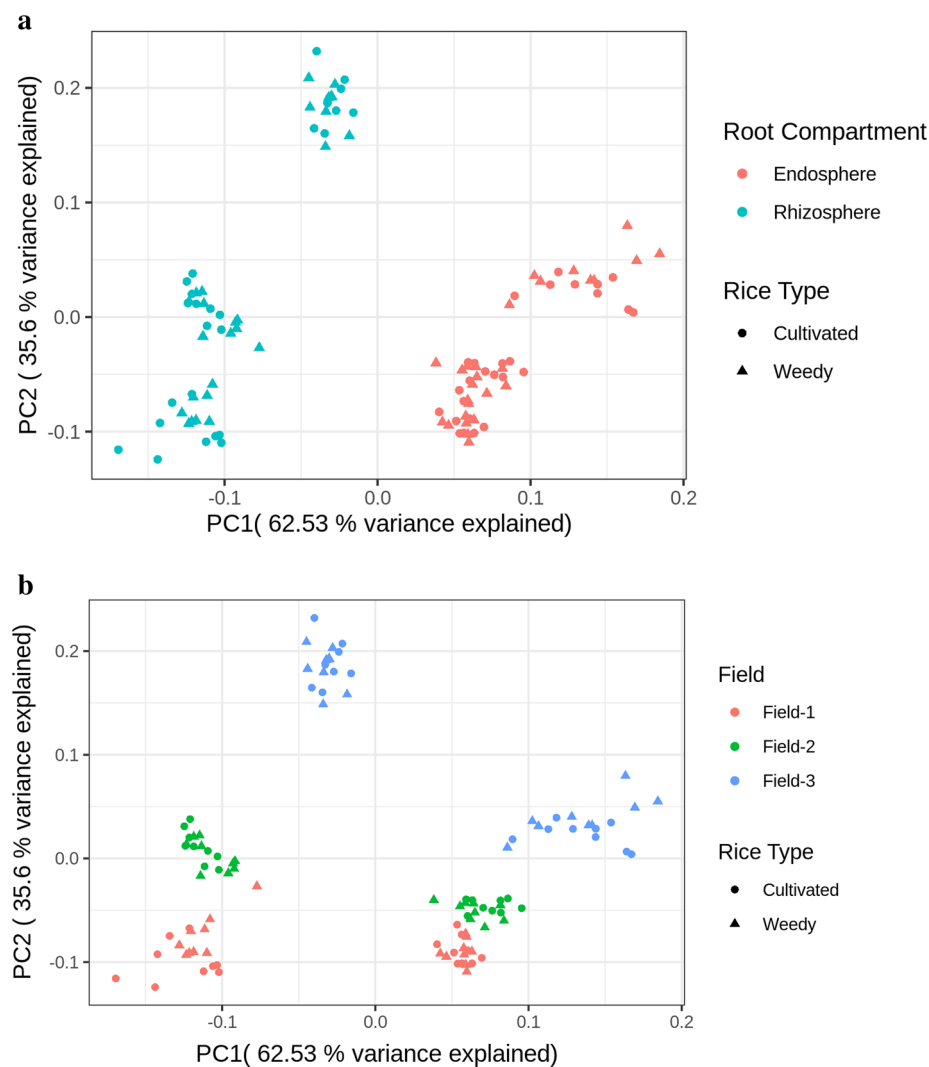 a
PC2 ( 35.6 % variance explained)
0.2
0.1
0.0
-0.1
-0.1
0.0
0.1
0.2
PC1( 62.53 % variance explained)
Root Compartment
Endosphere
Rhizosphere
Rice Type
Cultivated
Weedy
b
PC2 ( 35.6 % variance explained)
0.2
0.1
0.0
-0.1
-0.1
0.0
0.1
0.2
PC1( 62.53 % variance explained)
Field
Field-1
Field-2
Field-3
Rice Type
Cultivated
Weedy